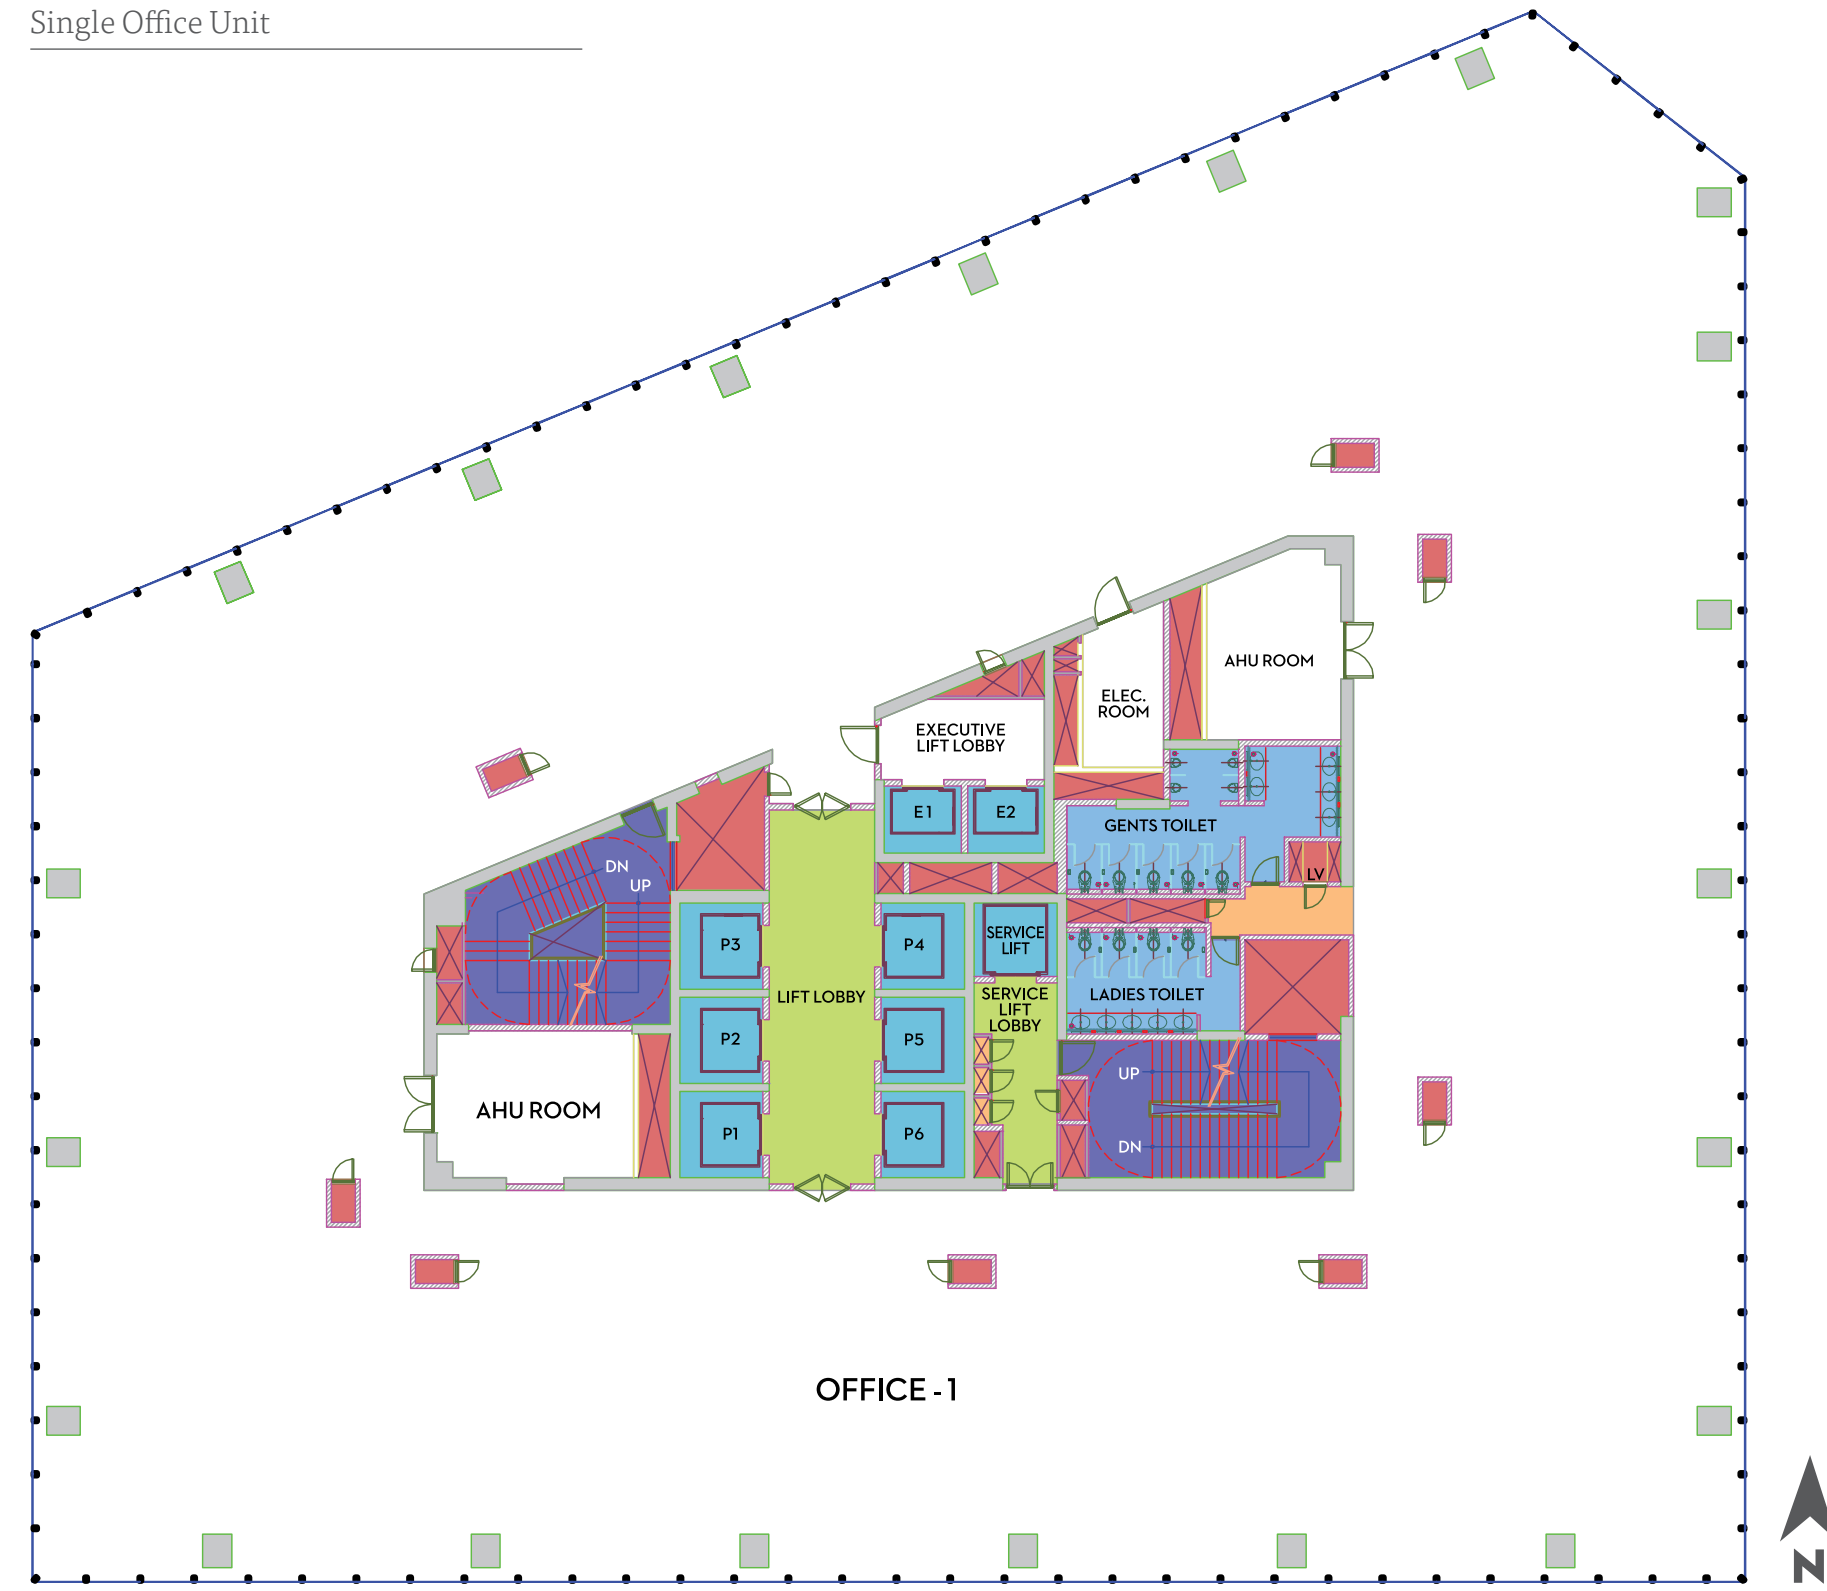 Single Office Unit
AHU ROOM
ELEC.
ROOM
EXECUTIVE
LIFT LOBBY
E1
E2
GENTS TOILET
DN
UP
LV
P3
P4
SERVICE
LIFT
LIFT LOBBY
SERVICE
LIFT
LOBBY
LADIES TOILET
P2
P5
UP
AHU ROOM
P1
P6
DN
OFFICE - 1
N